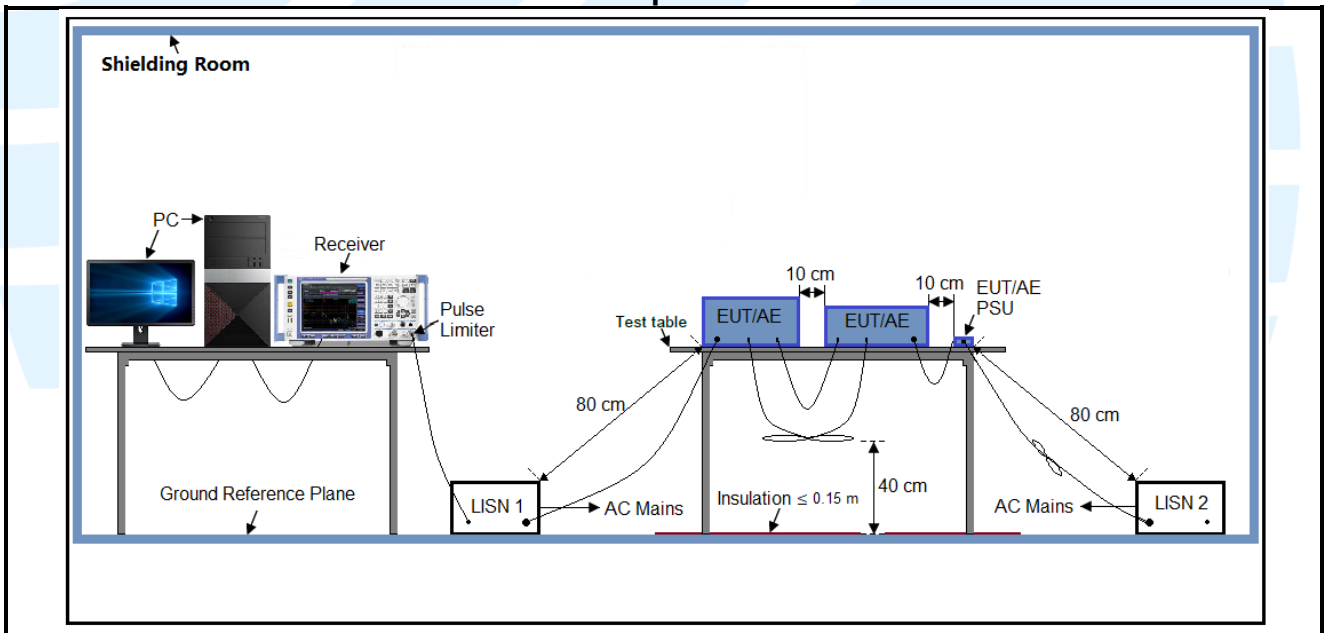 Shielding Room
PC
Receiver
Pulse
Limiter
Test table
10 cm
10 cm
EUT/AE
PSU
EUT/AE
EUT/AE
80 cm
80 cm
40 cm
Ground Reference Plane
LISN 1
AC Mains
Insulation ≤ 0.15 m
AC Mains
LISN 2